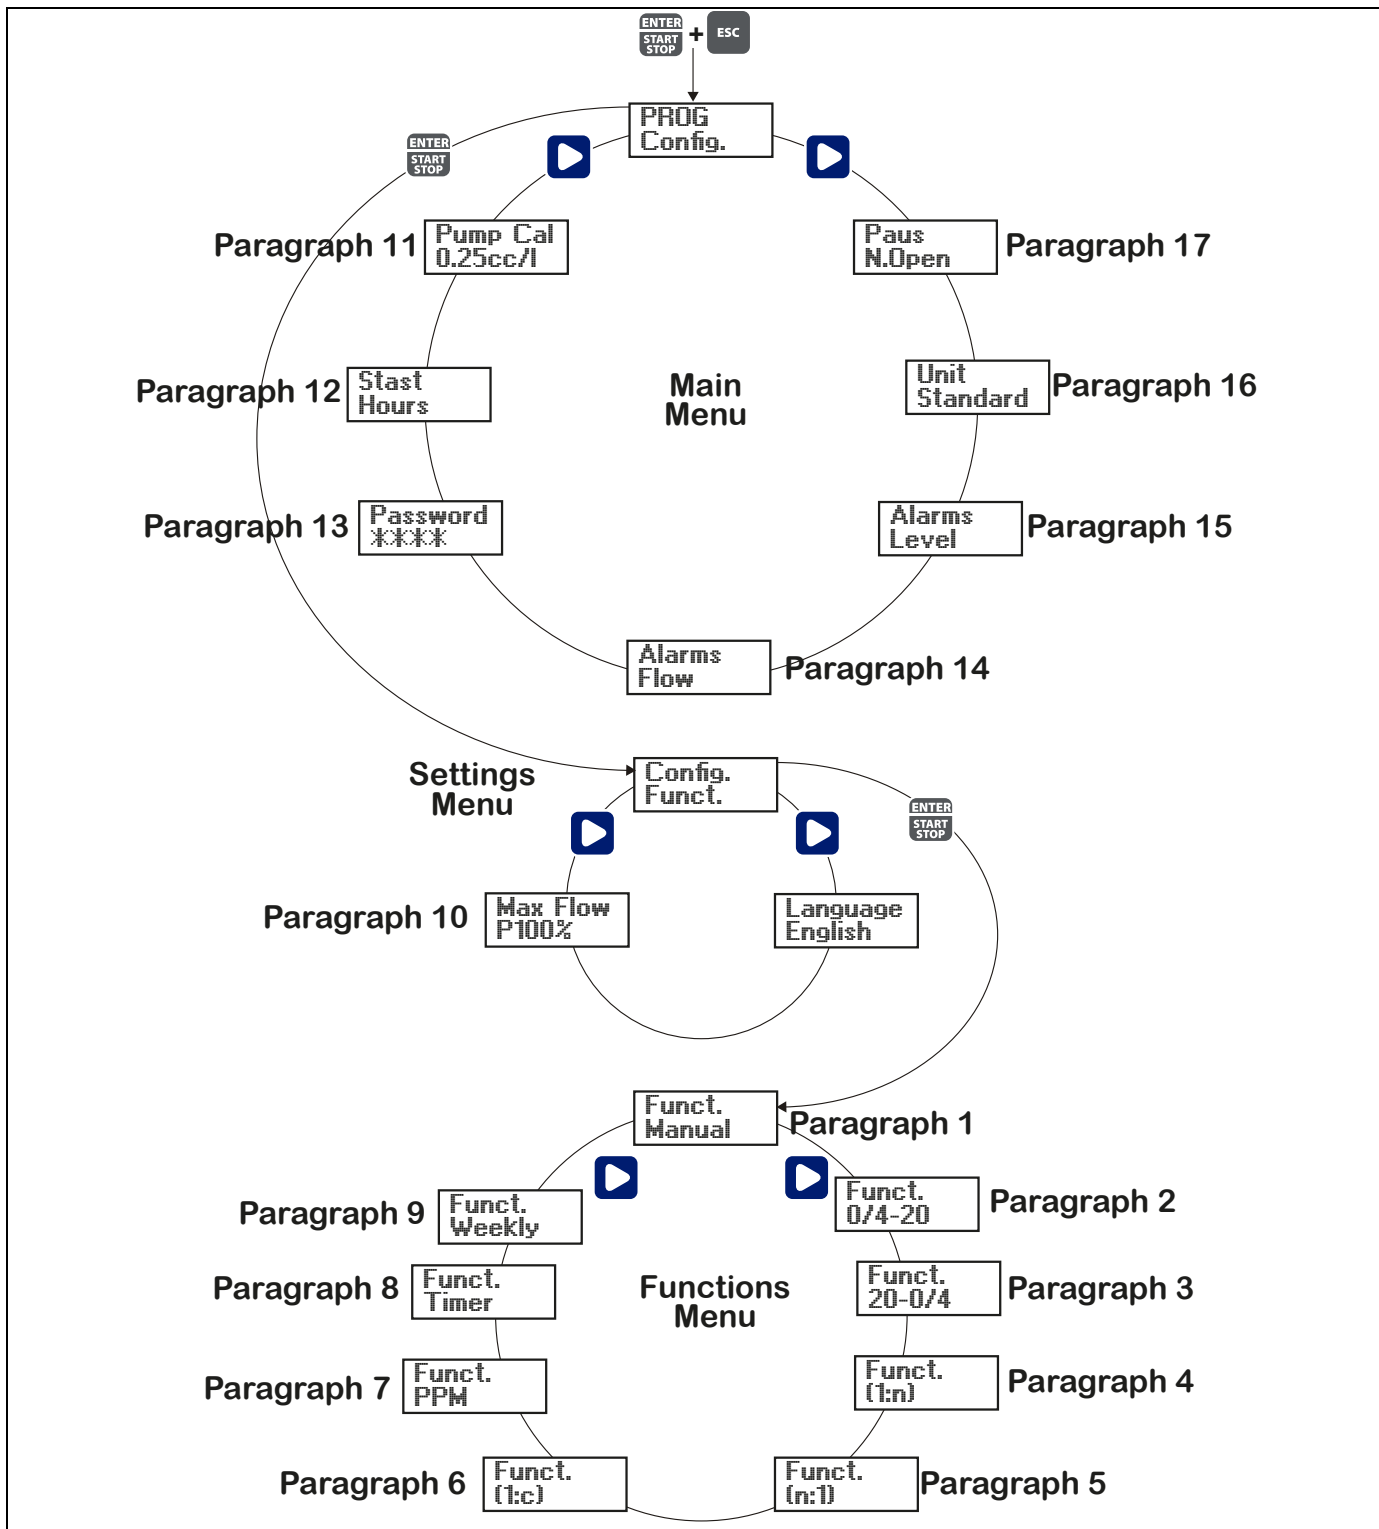 ENTER
START
STOP
+
ESC
PROG
Config.
ENTER
START
STOP
Paragraph 11
Pump Cal
0.25cc/l
Paus
N.Open
Paragraph 17
Paragraph 12
Stast
Hours
Main
Menu
Unit
Standard
Paragraph 16
Paragraph 13
Password
****
Alarms
Level
Paragraph 15
Alarms
Flow
Paragraph 14
Settings
Menu
Config.
Funct.
ENTER
START
STOP
Paragraph 10
Max Flow
P100%
Language
English
Funct.
Manual
Paragraph 1
Paragraph 9
Funct.
Weekly
Funct.
0/4-20
Paragraph 2
Paragraph 8
Funct.
Timer
Functions
Menu
Funct.
20-0/4
Paragraph 3
Paragraph 7
Funct.
PPM
Funct.
(1:n)
Paragraph 4
Paragraph 6
Funct.
(1:c)
Funct.
(n:1)
Paragraph 5